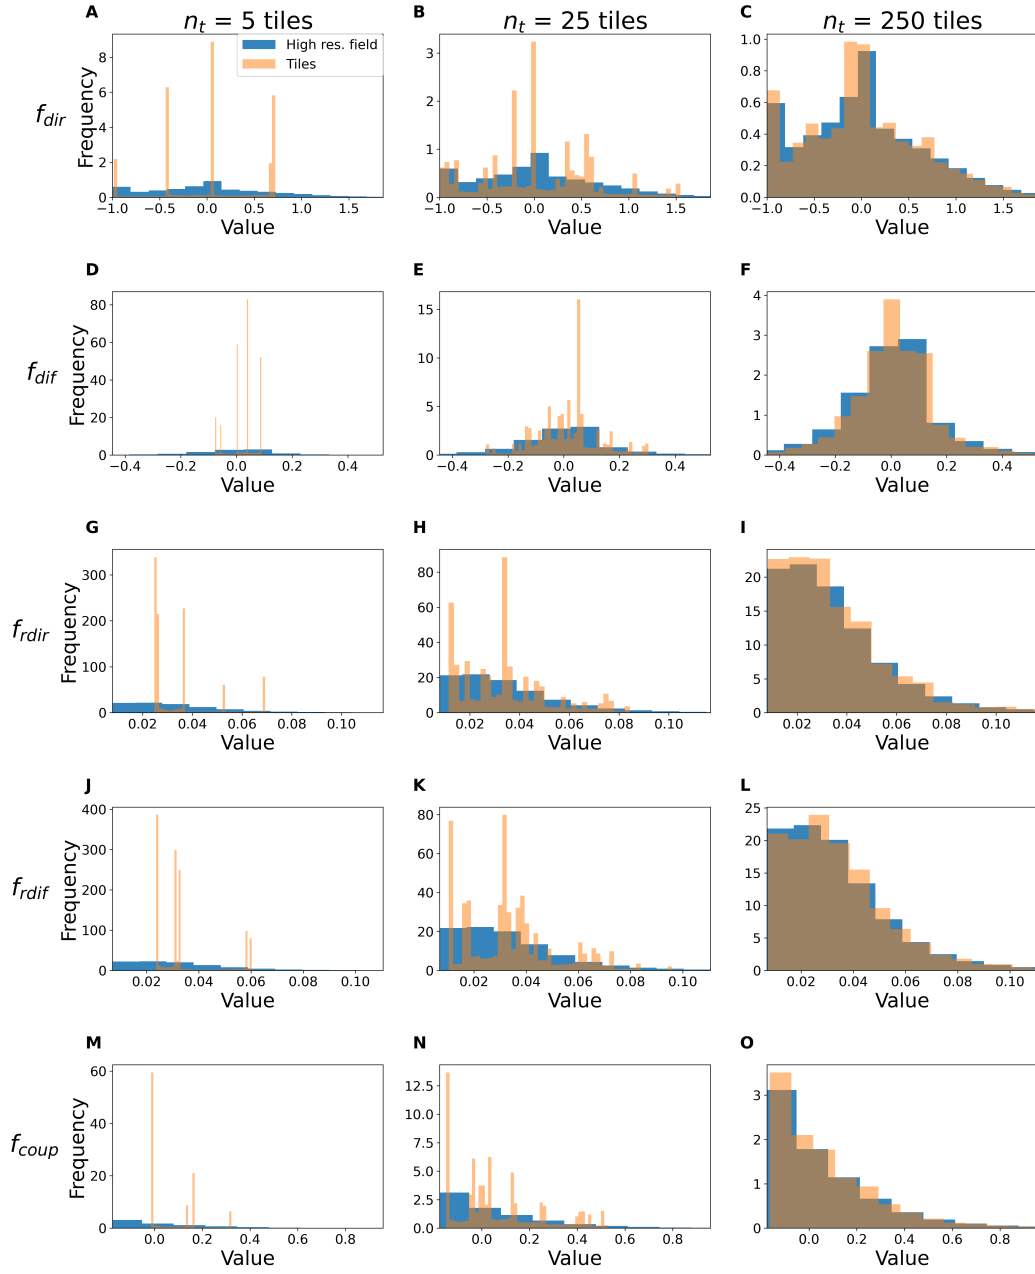 A
n_t = 5 tiles
B
n_t = 25 tiles
C
n_t = 250 tiles
High res. field
Tiles
f_dir
Frequency
8
6
4
2
0
−1.0 −0.5 0.0 0.5 1.0 1.5
Value
3
2
1
0
−1.0 −0.5 0.0 0.5 1.0 1.5
Value
1.0
0.8
0.6
0.4
0.2
0.0
−1.0 −0.5 0.0 0.5 1.0 1.5
Value
D
E
F
f_dif
Frequency
80
60
40
20
0
−0.4 −0.2 0.0 0.2 0.4
Value
15
10
5
0
−0.4 −0.2 0.0 0.2 0.4
Value
4
3
2
1
0
−0.4 −0.2 0.0 0.2 0.4
Value
G
H
I
f_rdir
Frequency
300
200
100
0
0.02 0.04 0.06 0.08 0.10
Value
80
60
40
20
0
0.02 0.04 0.06 0.08 0.10
Value
20
15
10
5
0
0.02 0.04 0.06 0.08 0.10
Value
J
K
L
f_rdif
Frequency
400
300
200
100
0
0.02 0.04 0.06 0.08 0.10
Value
80
60
40
20
0
0.02 0.04 0.06 0.08 0.10
Value
25
20
15
10
5
0
0.02 0.04 0.06 0.08 0.10
Value
M
N
O
f_coup
Frequency
60
40
20
0
0.0 0.2 0.4 0.6 0.8
Value
12.5
10.0
7.5
5.0
2.5
0.0
0.0 0.2 0.4 0.6 0.8
Value
3
2
1
0
0.0 0.2 0.4 0.6 0.8
Value